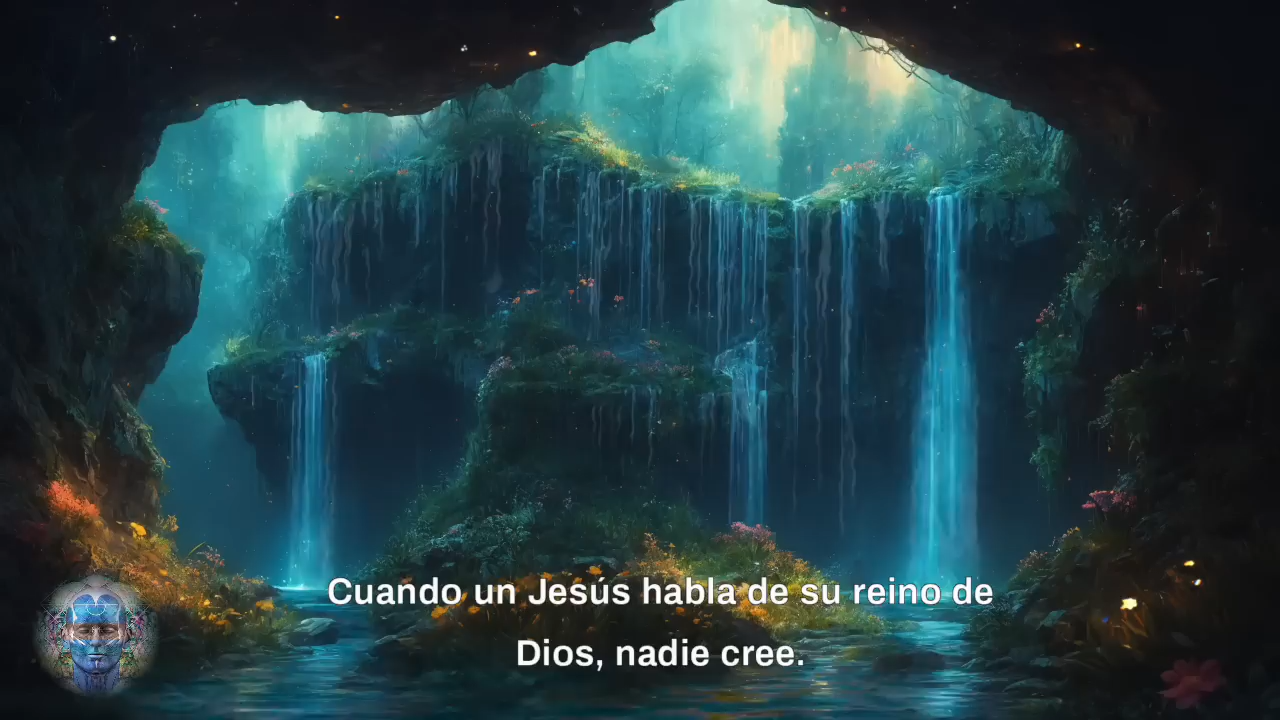 Cuando un Jesús habla de su reino de
Dios, nadie cree.